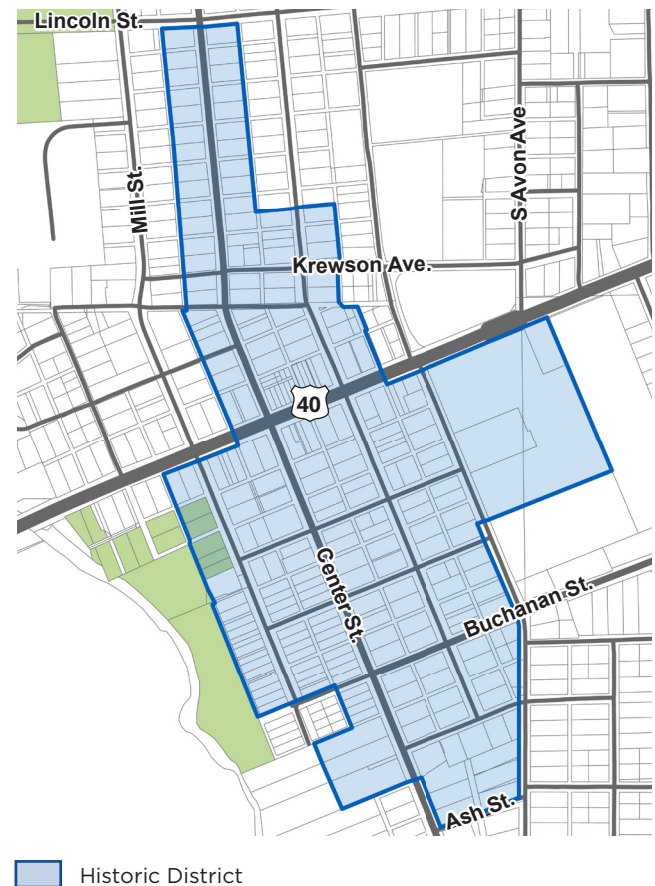 Lincoln St.
Mill St.
S Avon Ave
Krewson Ave.
40
Center St.
Buchanan St.
Ash St.
Historic District